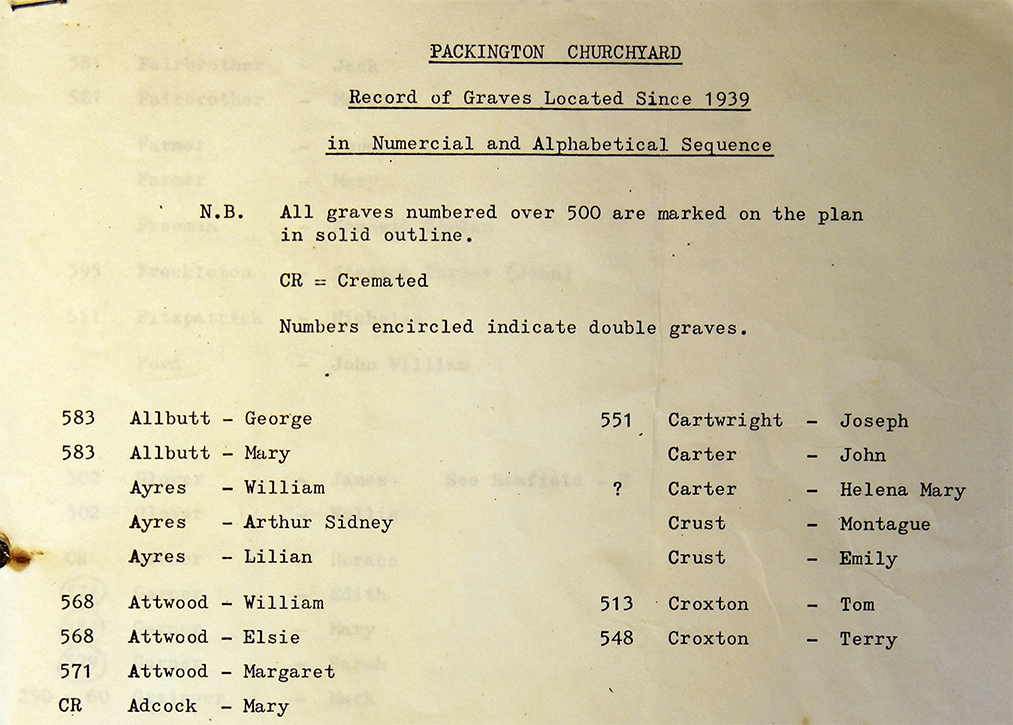 PACKINGTON CHURCHYARD
Record of Graves Located Since 1939
in Numercial and Alphabetical Sequence
N.B. All graves numbered over 500 are marked on the plan
in solid outline.
CR = Cremated
Numbers encircled indicate double graves.
583 Allbutt - George
583 Allbutt - Mary
Ayres - William
Ayres - Arthur Sidney
Ayres - Lilian
568 Attwood - William
568 Attwood - Elsie
571 Attwood - Margaret
CR Adcock - Mary
551 Cartwright - Joseph
Carter - John
? Carter - Helena Mary
Crust - Montague
Crust - Emily
513 Croxton - Tom
548 Croxton - Terry